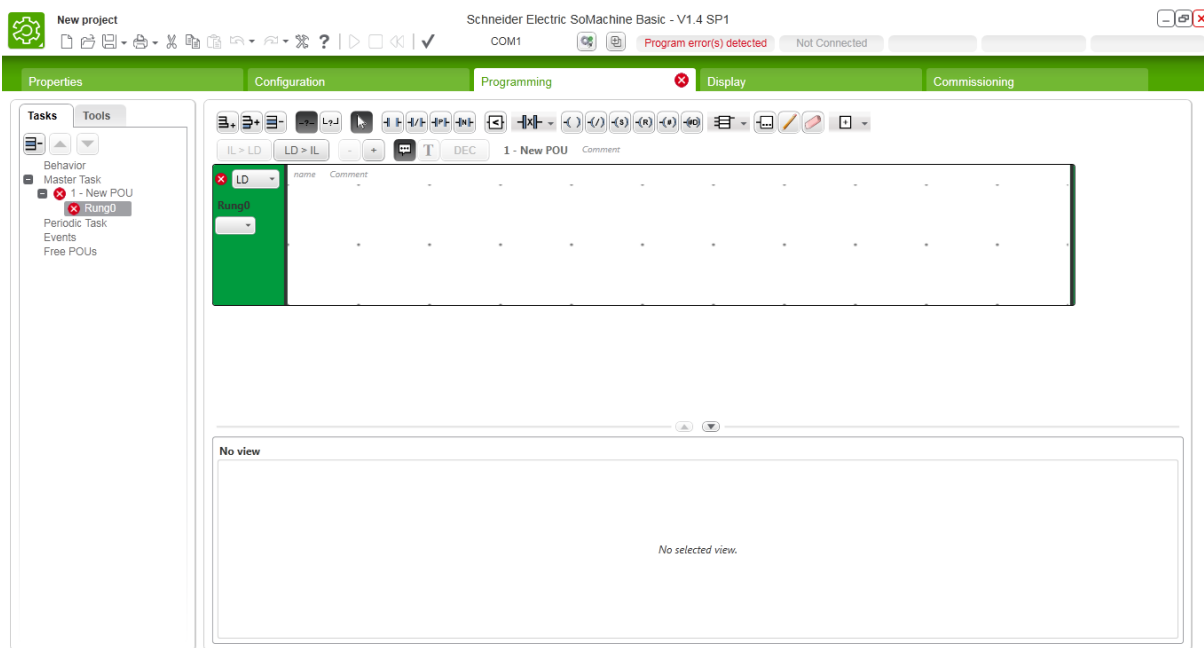 New project
Schneider Electric SoMachine Basic - V1.4 SP1
COM1
Program error(s) detected
Not Connected
Properties
Configuration
Programming
Display
Commissioning
Tasks
Tools
IL > LD
LD > IL
-
+
T
DEC
1 - New POU
Comment
Behavior
Master Task
1 - New POU
Rung0
Periodic Task
Events
Free POUs
LD
name
Comment
Rung0
No view
No selected view.